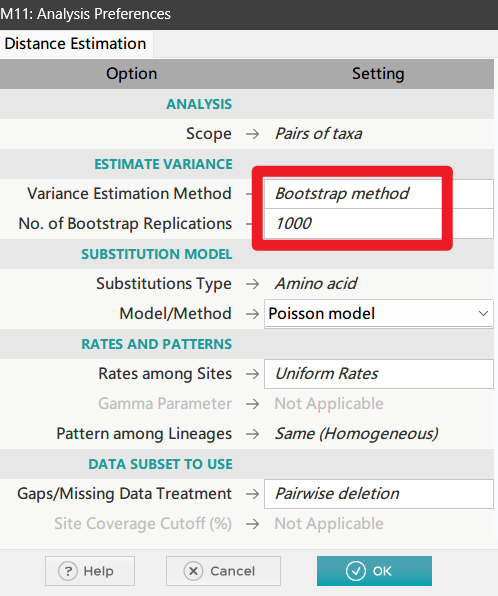 M11: Analysis Preferences
Distance Estimation
Option Setting
ANALYSIS
Scope → Pairs of taxa
ESTIMATE VARIANCE
Variance Estimation Method → Bootstrap method
No. of Bootstrap Replications → 1000
SUBSTITUTION MODEL
Substitutions Type → Amino acid
Model/Method → Poisson model
RATES AND PATTERNS
Rates among Sites → Uniform Rates
Gamma Parameter → Not Applicable
Pattern among Lineages → Same (Homogeneous)
DATA SUBSET TO USE
Gaps/Missing Data Treatment → Pairwise deletion
Site Coverage Cutoff (%) → Not Applicable
? Help Cancel OK